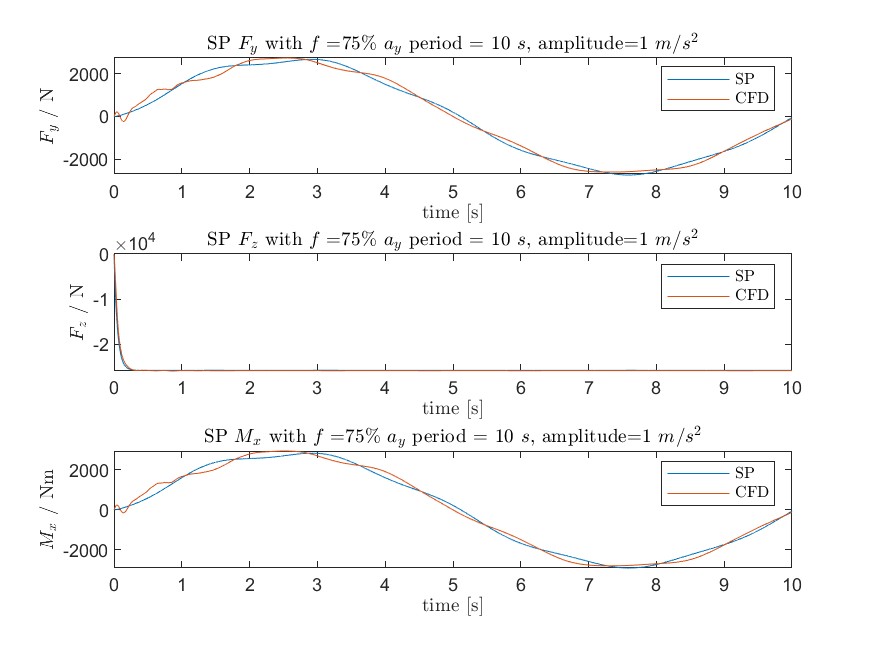 SP F_y with f =75% a_y period = 10 s, amplitude=1 m/s^2
2000
0
-2000
F_y / N
SP
CFD
0 1 2 3 4 5 6 7 8 9 10
time [s]
×10^4
SP F_z with f =75% a_y period = 10 s, amplitude=1 m/s^2
0
-1
-2
F_z / N
SP
CFD
0 1 2 3 4 5 6 7 8 9 10
time [s]
SP M_x with f =75% a_y period = 10 s, amplitude=1 m/s^2
2000
0
-2000
M_x / Nm
SP
CFD
0 1 2 3 4 5 6 7 8 9 10
time [s]